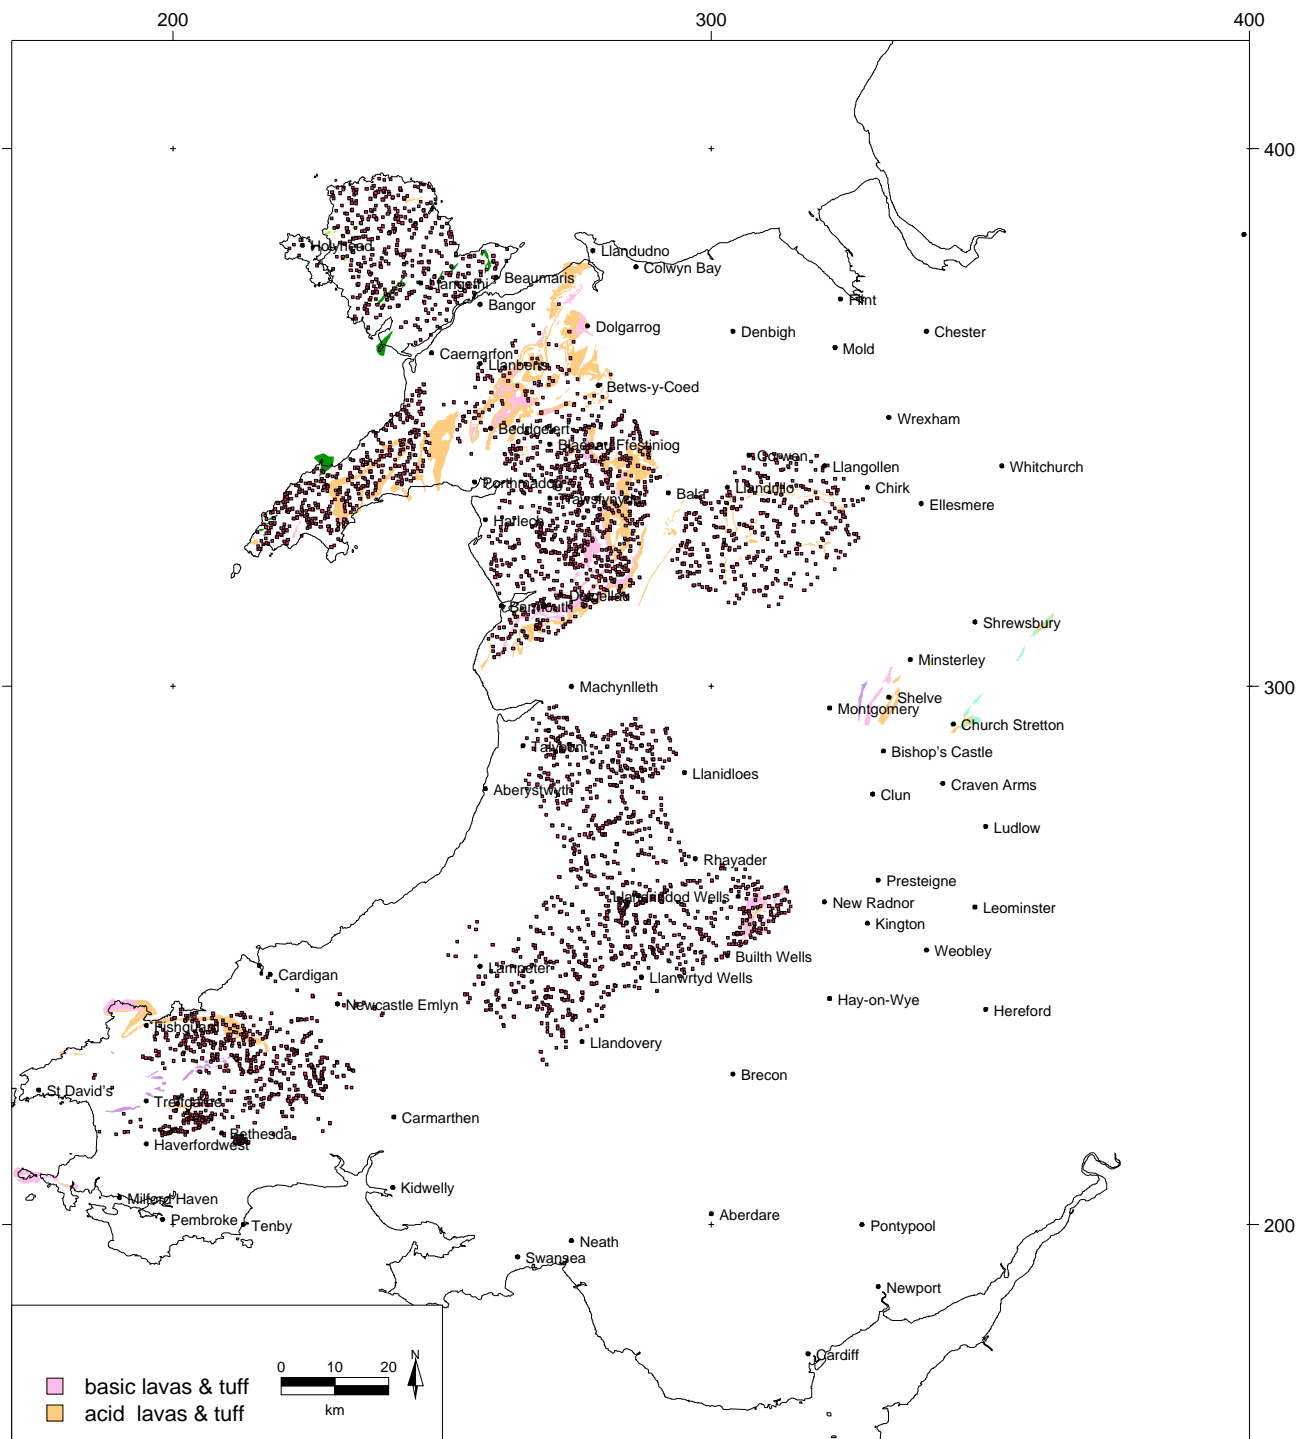 200
300
400
400
Holyhead
Llandudno
Colwyn Bay
Llangefni
Beaumaris
Bangor
Flint
Dolgarrog
Denbigh
Chester
Mold
Caernarfon
Llanberis
Betws-y-Coed
Wrexham
Beddgelert
Blaenau Ffestiniog
Corwen
Llangollen
Whitchurch
Porthmadog
Trawsfynydd
Bala
Llandrillo
Chirk
Ellesmere
Harlech
Dolgellau
Barmouth
Shrewsbury
Minsterley
Machynlleth
300
Shelve
Montgomery
Church Stretton
Talybont
Bishop's Castle
Llanidloes
Aberystwyth
Craven Arms
Clun
Ludlow
Rhayader
Presteigne
Llandrindod Wells
New Radnor
Leominster
Kington
Weobley
Builth Wells
Lampeter
Cardigan
Llanwrtyd Wells
Newcastle Emlyn
Hay-on-Wye
Hereford
Fishguard
Llandovery
Brecon
St David's
Treffgarne
Carmarthen
Bethesda
Haverfordwest
Kidwelly
Milford Haven
Pembroke
Tenby
Aberdare
Pontypool
200
Neath
Swansea
Newport
Cardiff
0 10 20
N
km
basic lavas & tuff
acid lavas & tuff